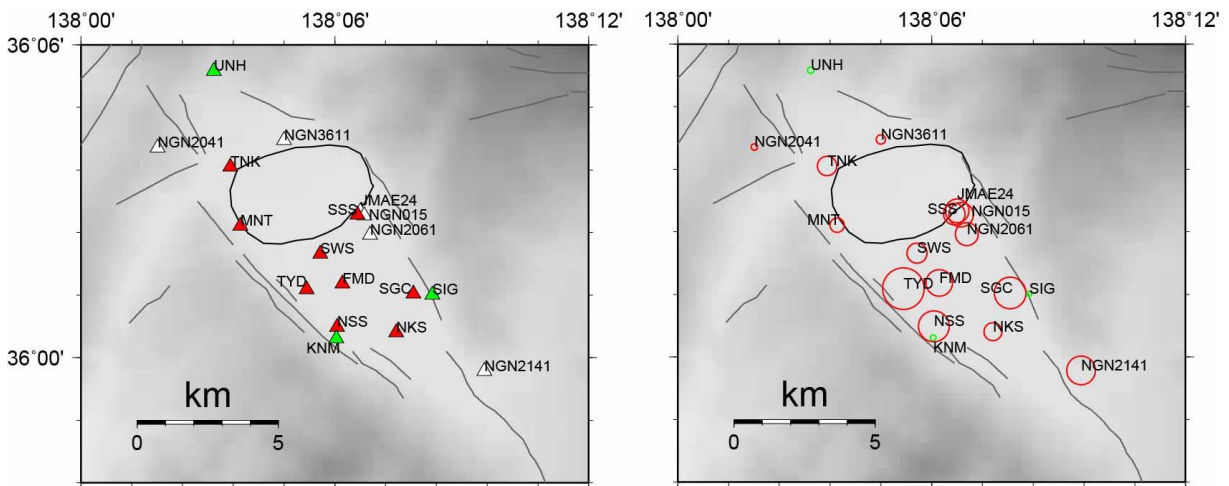 138°00' 138°06' 138°12'
36°06'
UNH
NGN2041 NGN3611
TNK
JMAE24
SSS NGN015
MNT
NGN2061
SWS
TYD FMD
SGC SIG
NSS NKS
KNM
NGN2141
36°00'
km
0 5
138°00' 138°06' 138°12'
UNH
NGN2041 NGN3611
TNK
JMAE24
SSS NGN015
MNT
NGN2061
SWS
TYD FMD
SGC SIG
NSS NKS
KNM
NGN2141
km
0 5